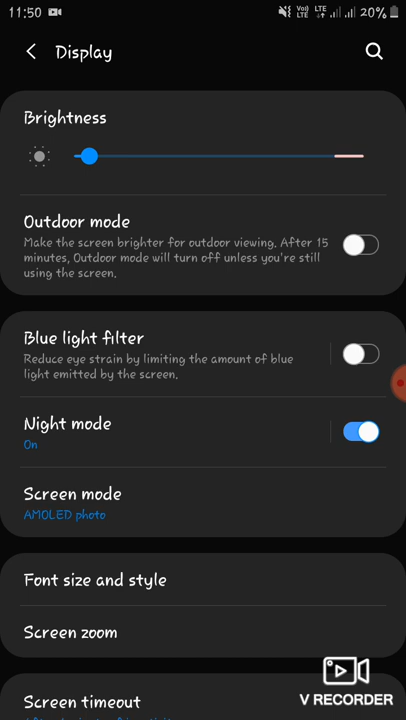 11:50 Vo) LTE LTE 20%
Display
Brightness
Outdoor mode
Make the screen brighter for outdoor viewing. After 15
minutes, Outdoor mode will turn off unless you're still
using the screen.
Blue light filter
Reduce eye strain by limiting the amount of blue
light emitted by the screen.
Night mode
On
Screen mode
AMOLED photo
Font size and style
Screen zoom
V RECORDER
Screen timeout